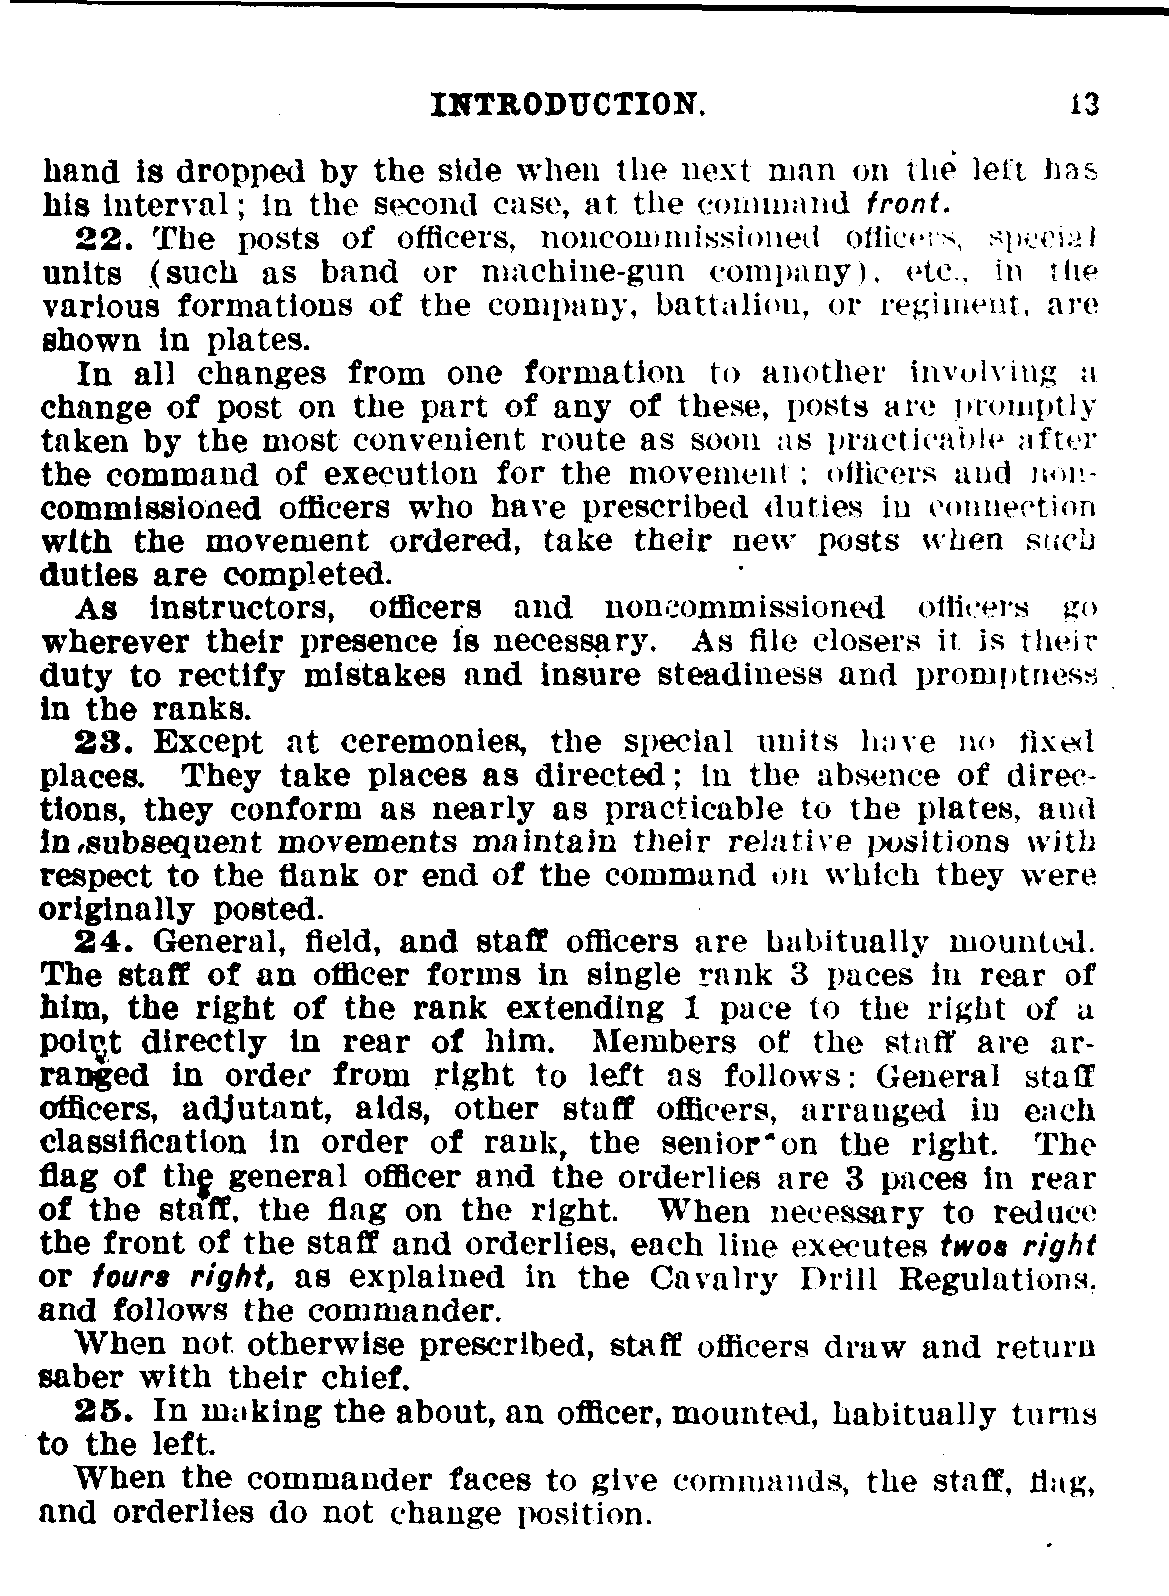 INTRODUCTION. 13
hand is dropped by the side when the next man on the left has
his interval; in the second case, at the command front.
22. The posts of officers, noncommissioned officers, special
units (such as band or machine-gun company), etc., in the
various formations of the company, battalion, or regiment, are
shown in plates.
In all changes from one formation to another involving a
change of post on the part of any of these, posts are promptly
taken by the most convenient route as soon as practicable after
the command of execution for the movement; officers and non-
commissioned officers who have prescribed duties in connection
with the movement ordered, take their new posts when such
duties are completed.
As instructors, officers and noncommissioned officers go
wherever their presence is necessary. As file closers it is their
duty to rectify mistakes and insure steadiness and promptness
in the ranks.
23. Except at ceremonies, the special units have no fixed
places. They take places as directed; in the absence of direc-
tions, they conform as nearly as practicable to the plates, and
in subsequent movements maintain their relative positions with
respect to the flank or end of the command on which they were
originally posted.
24. General, field, and staff officers are habitually mounted.
The staff of an officer forms in single rank 3 paces in rear of
him, the right of the rank extending 1 pace to the right of a
point directly in rear of him. Members of the staff are ar-
ranged in order from right to left as follows: General staff
officers, adjutant, aids, other staff officers, arranged in each
classification in order of rank, the senior on the right. The
flag of the general officer and the orderlies are 3 paces in rear
of the staff, the flag on the right. When necessary to reduce
the front of the staff and orderlies, each line executes twos right
or fours right, as explained in the Cavalry Drill Regulations,
and follows the commander.
When not otherwise prescribed, staff officers draw and return
saber with their chief.
25. In making the about, an officer, mounted, habitually turns
to the left.
When the commander faces to give commands, the staff, flag,
and orderlies do not change position.